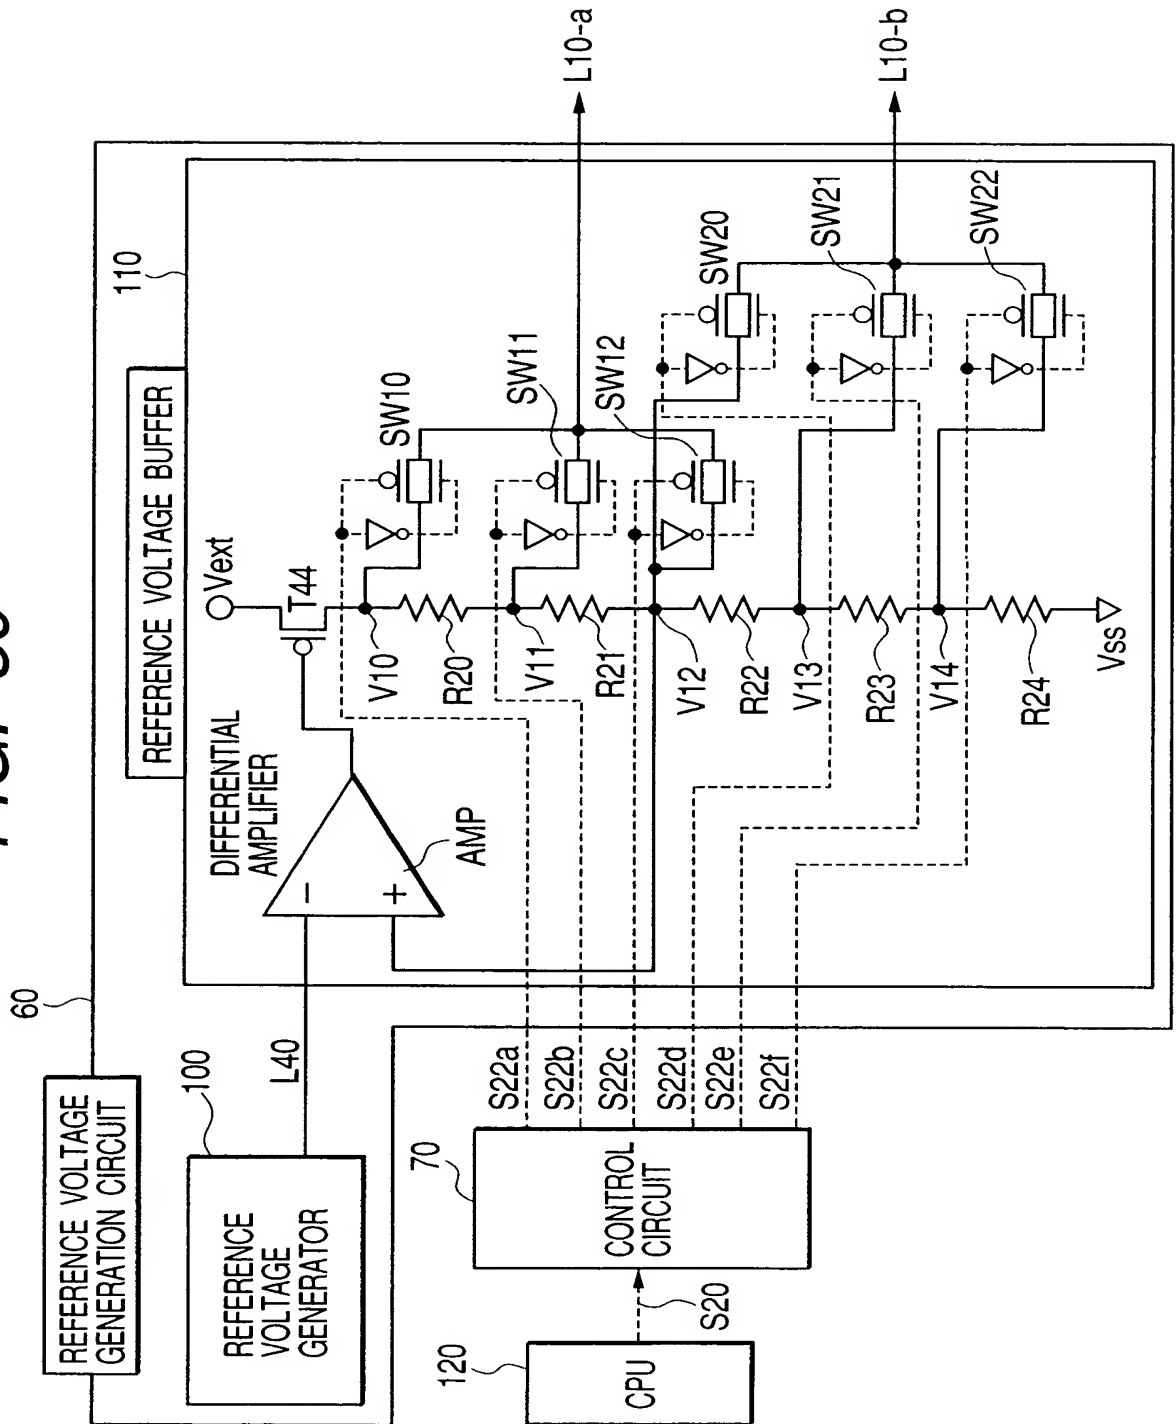 REFERENCE VOLTAGE
GENERATION CIRCUIT
60
REFERENCE VOLTAGE BUFFER
110
REFERENCE
VOLTAGE
GENERATOR
100
L40
DIFFERENTIAL
AMPLIFIER
AMP
−
+
Vext
T44
V10
R20
V11
R21
V12
R22
V13
R23
V14
R24
Vss
SW10
SW11
SW12
SW20
SW21
SW22
L10-a
L10-b
S22a
S22b
S22c
S22d
S22e
S22f
70
CONTROL
CIRCUIT
S20
120
CPU